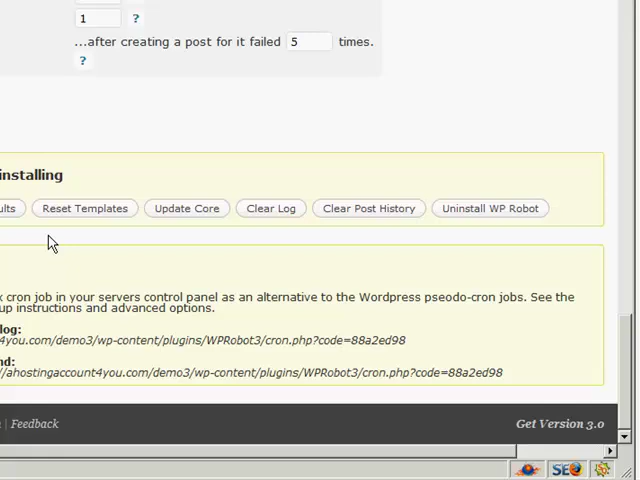 1 ?
...after creating a post for it failed 5 times.
?
installing
ults Reset Templates Update Core Clear Log Clear Post History Uninstall WP Robot
x cron job in your servers control panel as an alternative to the Wordpress pseodo-cron jobs. See the
up instructions and advanced options.
log:
4you.com/demo3/wp-content/plugins/WPRobot3/cron.php?code=88a2ed98
nd:
//ahostingaccount4you.com/demo3/wp-content/plugins/WPRobot3/cron.php?code=88a2ed98
| Feedback Get Version 3.0
SEO